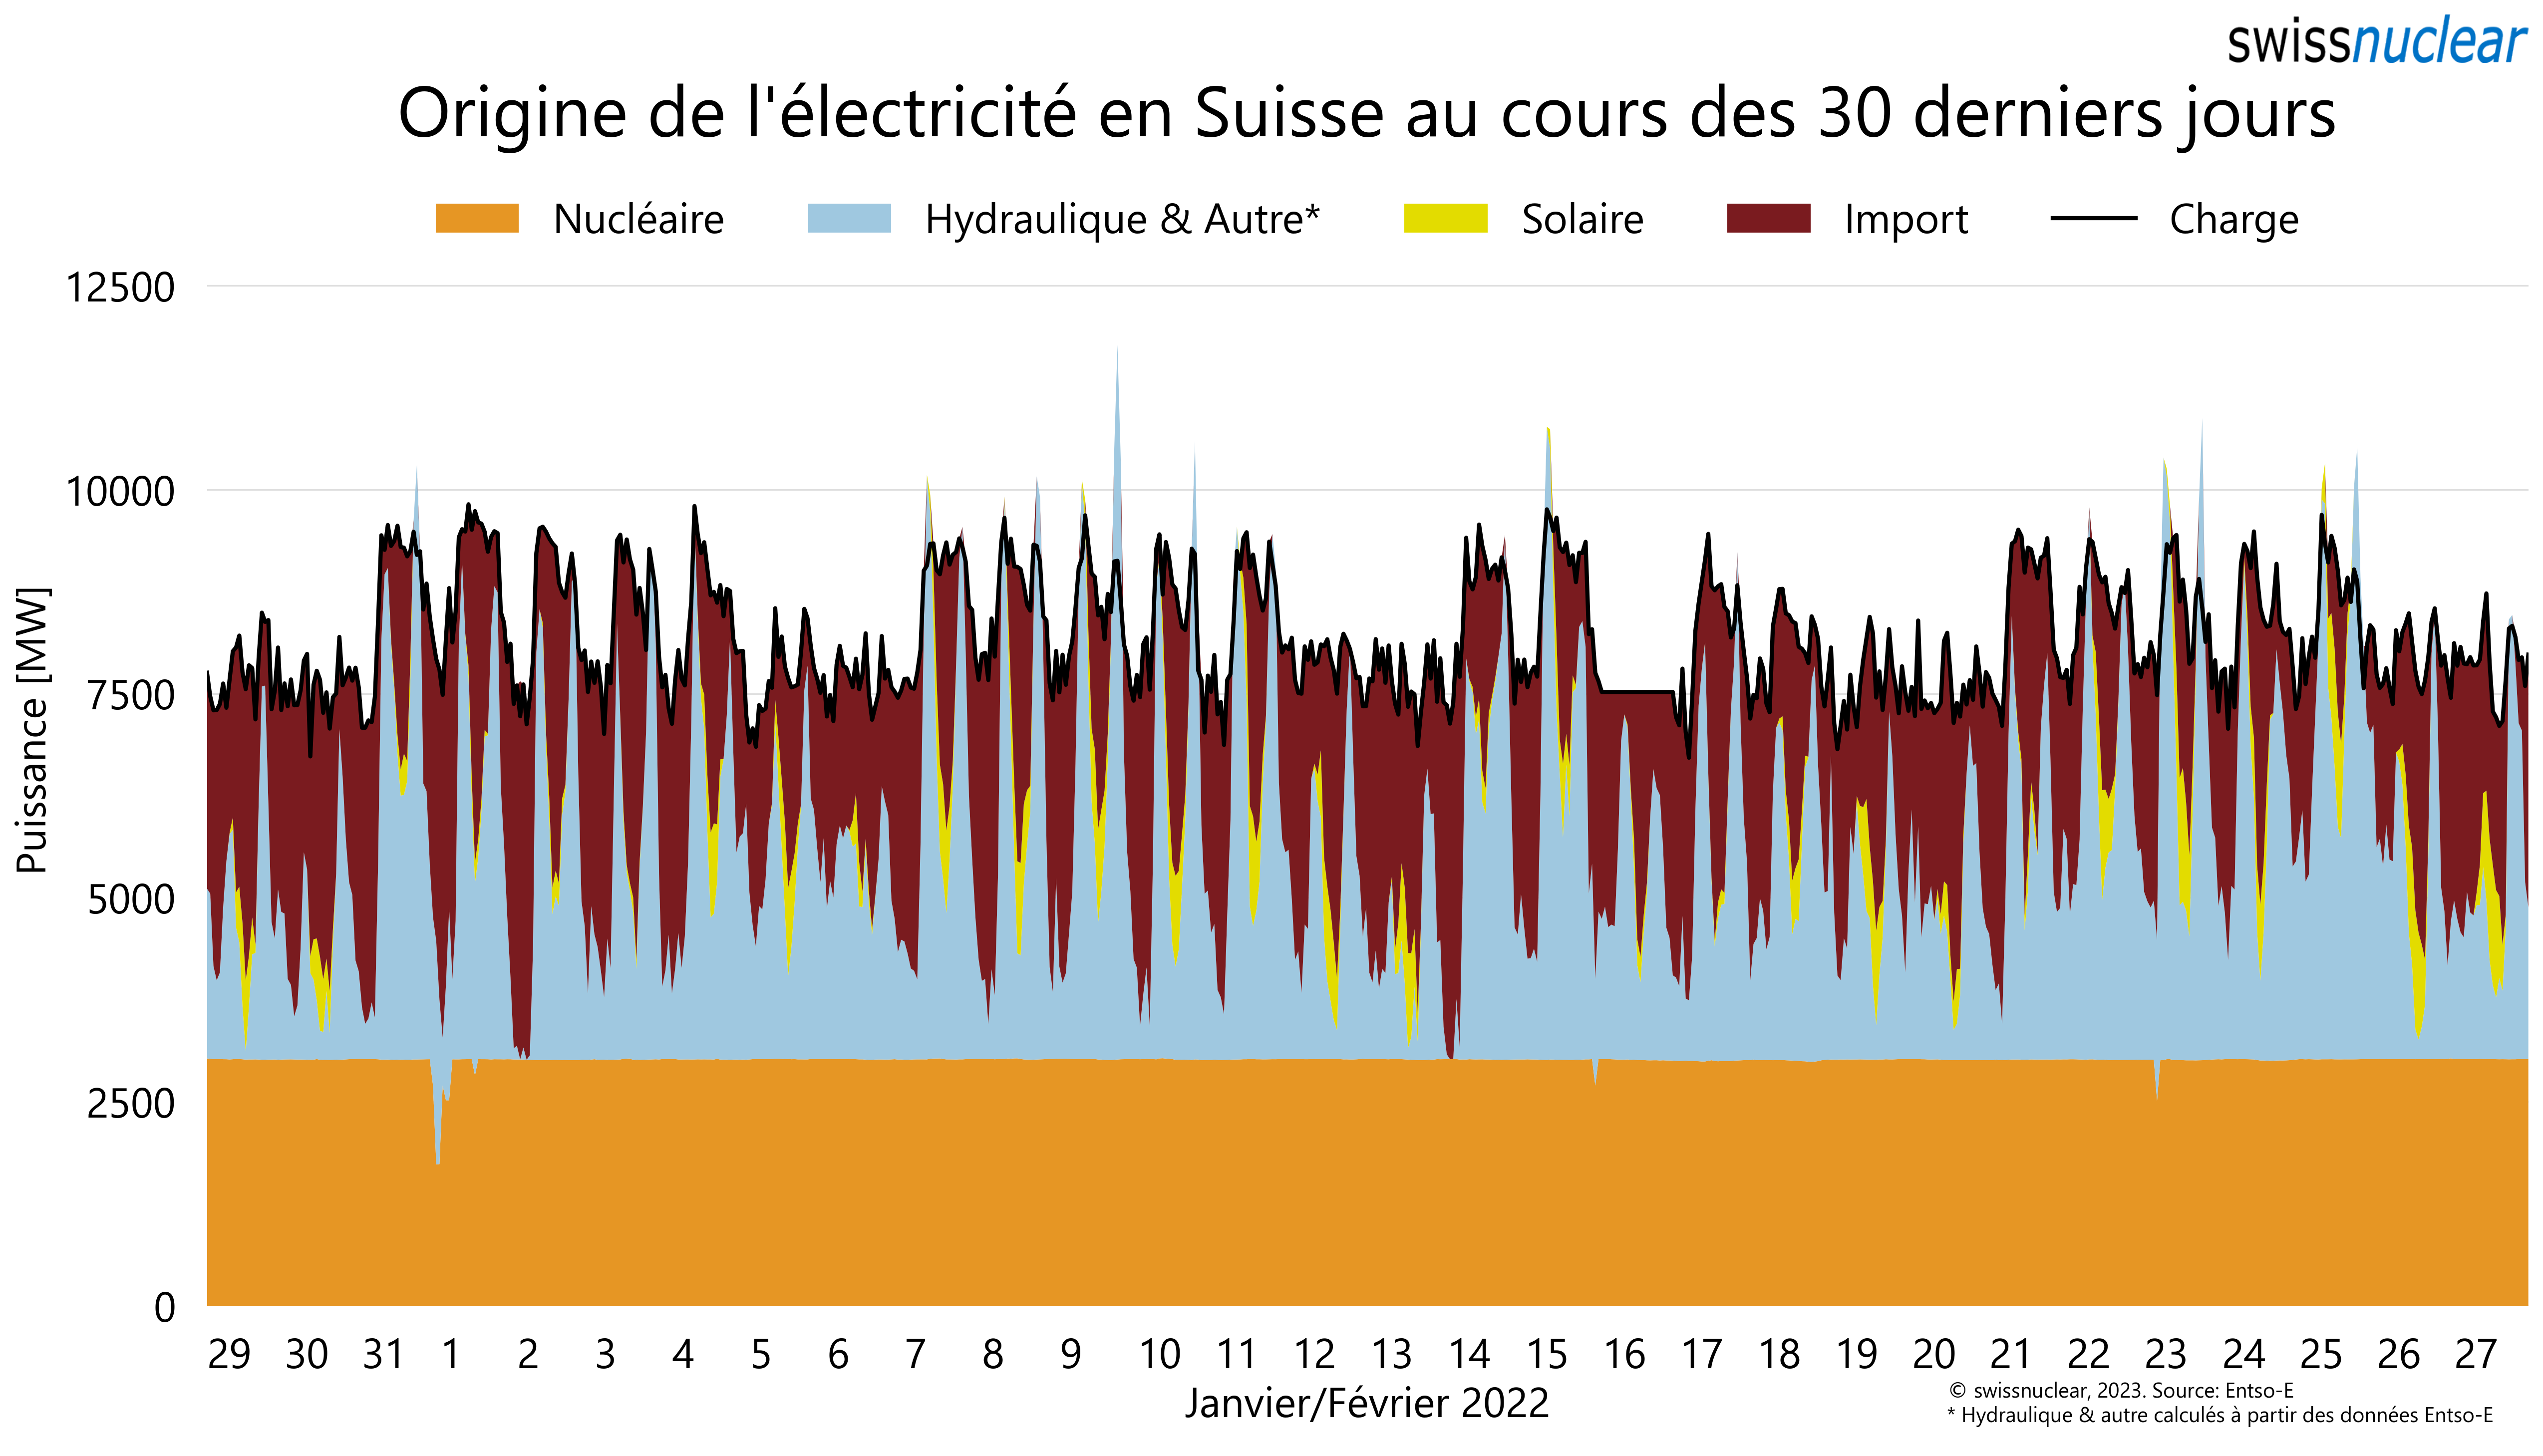 swissnuclear
Origine de l'électricité en Suisse au cours des 30 derniers jours
Nucléaire Hydraulique & Autre* Solaire Import Charge
12500
10000
7500
5000
2500
0
Puissance [MW]
29 30 31 1 2 3 4 5 6 7 8 9 10 11 12 13 14 15 16 17 18 19 20 21 22 23 24 25 26 27
Janvier/Février 2022
© swissnuclear, 2023. Source: Entso-E
* Hydraulique & autre calculés à partir des données Entso-E